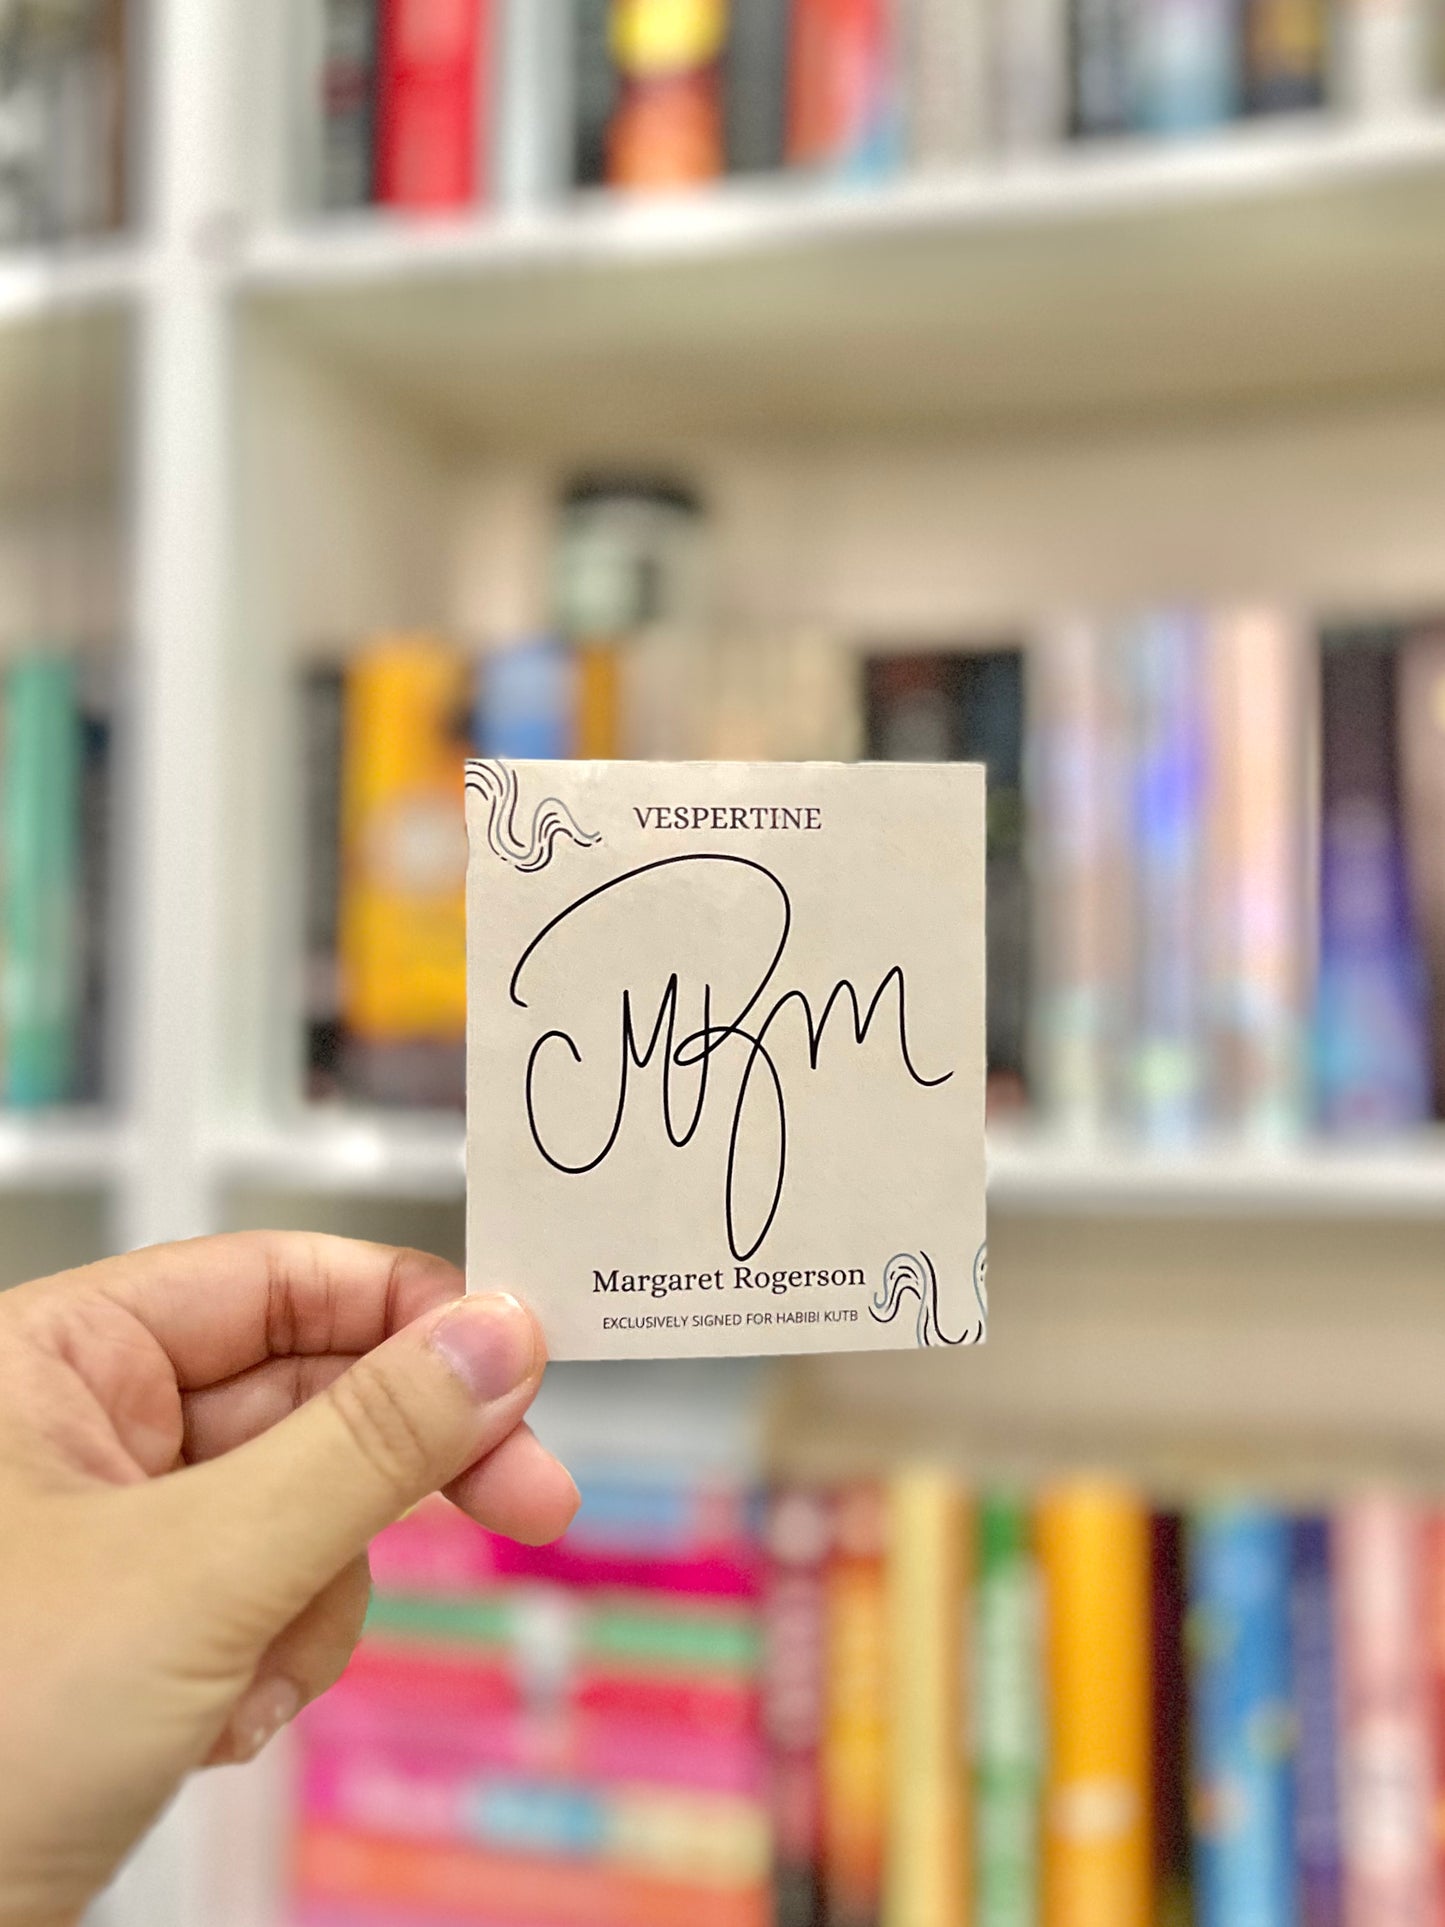 VESPERTINE
Margaret Rogerson
EXCLUSIVELY SIGNED FOR HABIBI KUTB